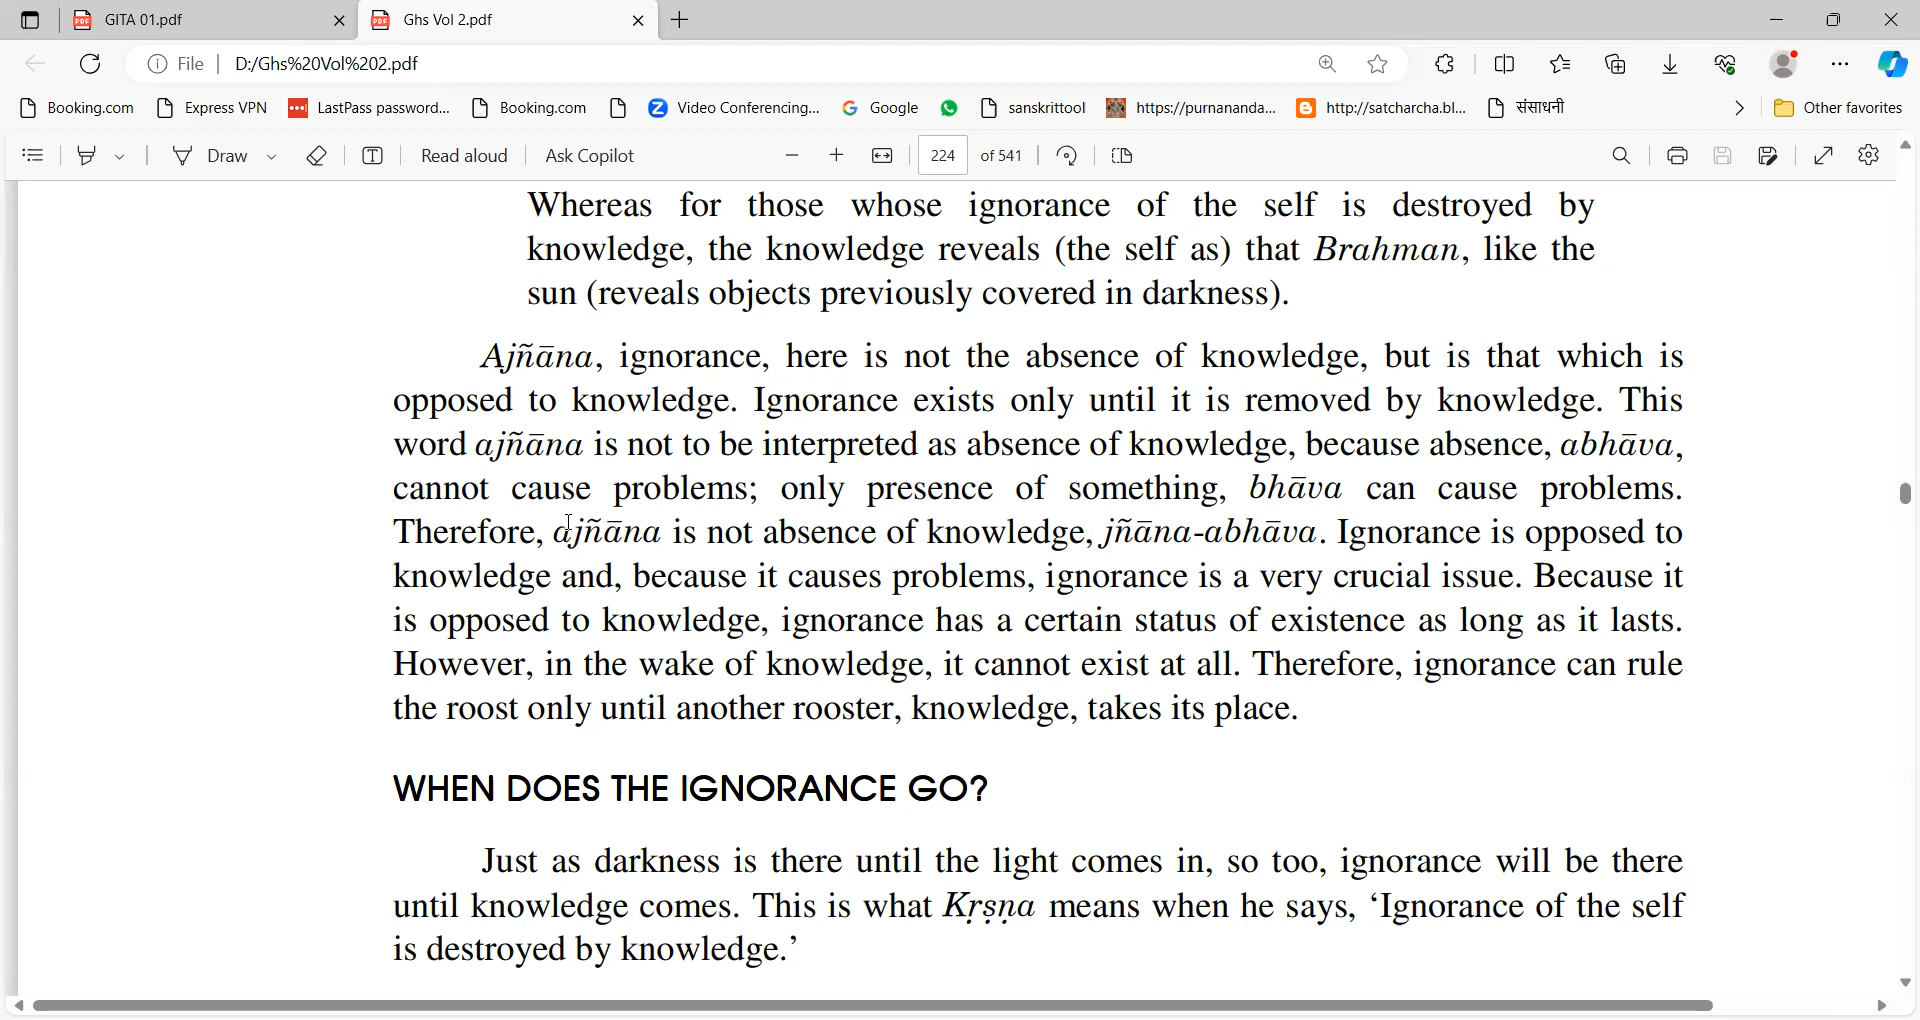 GITA 01.pdf
Ghs Vol 2.pdf
File
D:/Ghs%20Vol%202.pdf
Booking.com
Express VPN
LastPass password...
Booking.com
Video Conferencing...
Google
sanskrittool
https://purnananda...
http://satcharcha.bl...
संसाधनी
Other favorites
Draw
Read aloud
Ask Copilot
224 of 541
Whereas for those whose ignorance of the self is destroyed by
knowledge, the knowledge reveals (the self as) that Brahman, like the
sun (reveals objects previously covered in darkness).
Ajñāna, ignorance, here is not the absence of knowledge, but is that which is
opposed to knowledge. Ignorance exists only until it is removed by knowledge. This
word ajñāna is not to be interpreted as absence of knowledge, because absence, abhāva,
cannot cause problems; only presence of something, bhāva can cause problems.
Therefore, ajñāna is not absence of knowledge, jñāna-abhāva. Ignorance is opposed to
knowledge and, because it causes problems, ignorance is a very crucial issue. Because it
is opposed to knowledge, ignorance has a certain status of existence as long as it lasts.
However, in the wake of knowledge, it cannot exist at all. Therefore, ignorance can rule
the roost only until another rooster, knowledge, takes its place.
WHEN DOES THE IGNORANCE GO?
Just as darkness is there until the light comes in, so too, ignorance will be there
until knowledge comes. This is what Kṛṣṇa means when he says, ‘Ignorance of the self
is destroyed by knowledge.’